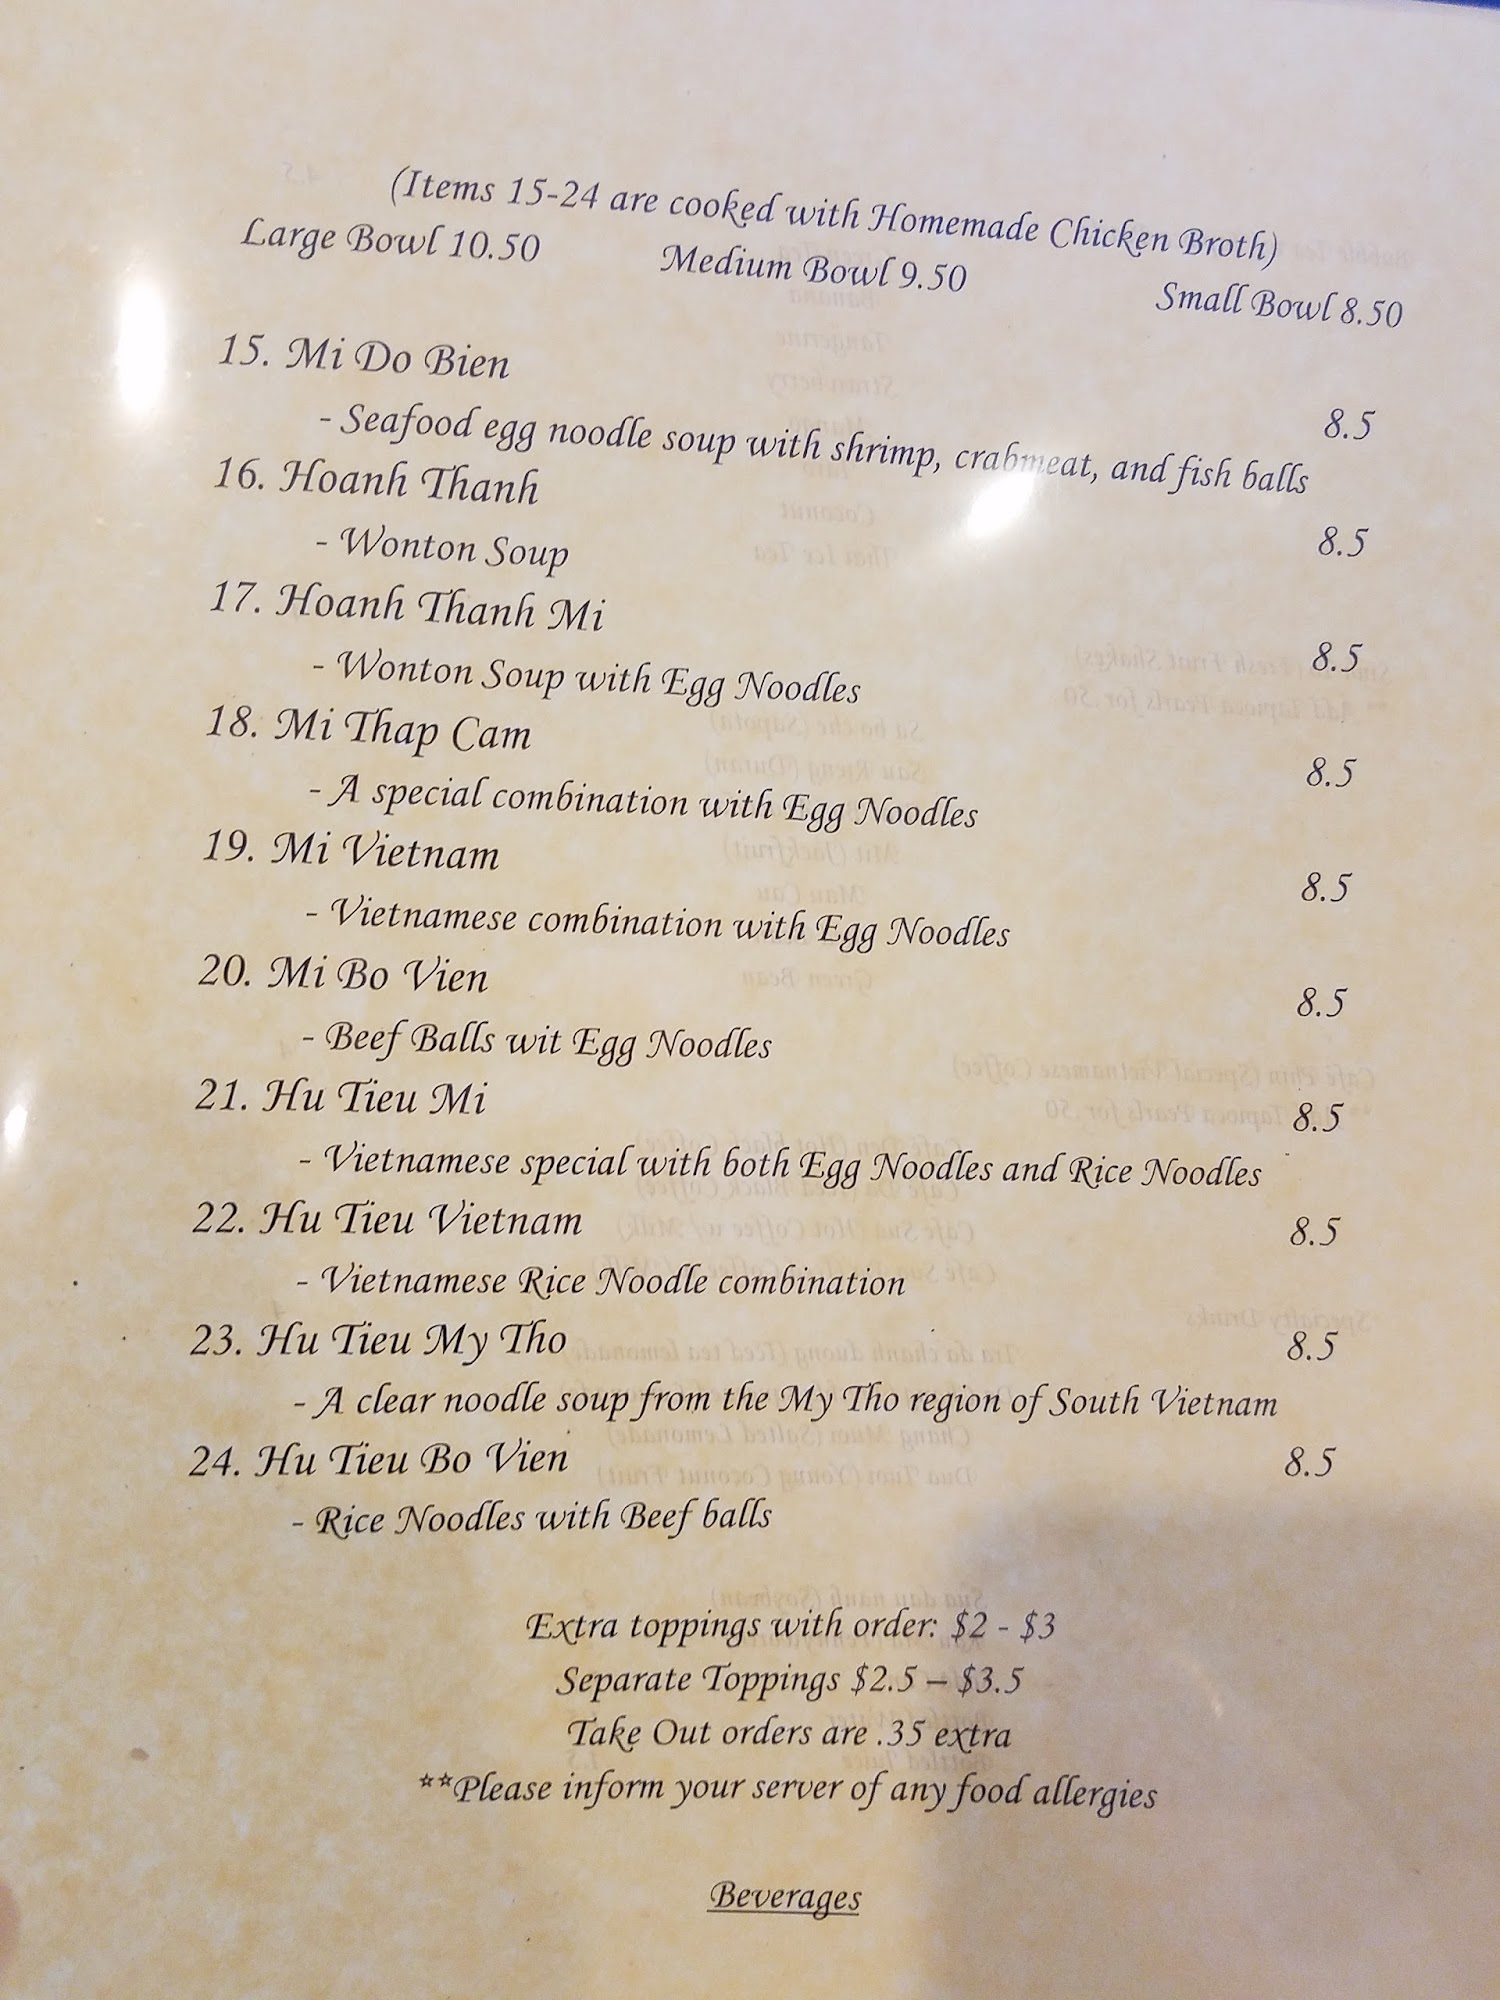 (Items 15-24 are cooked with Homemade Chicken Broth)
Large Bowl 10.50 Medium Bowl 9.50 Small Bowl 8.50
15. Mi Do Bien 8.5
- Seafood egg noodle soup with shrimp, crabmeat, and fish balls
16. Hoanh Thanh 8.5
- Wonton Soup
17. Hoanh Thanh Mi 8.5
- Wonton Soup with Egg Noodles
18. Mi Thap Cam 8.5
- A special combination with Egg Noodles
19. Mi Vietnam 8.5
- Vietnamese combination with Egg Noodles
20. Mi Bo Vien 8.5
- Beef Balls wit Egg Noodles
21. Hu Tieu Mi 8.5
- Vietnamese special with both Egg Noodles and Rice Noodles
22. Hu Tieu Vietnam 8.5
- Vietnamese Rice Noodle combination
23. Hu Tieu My Tho 8.5
- A clear noodle soup from the My Tho region of South Vietnam
24. Hu Tieu Bo Vien 8.5
- Rice Noodles with Beef balls
Extra toppings with order: $2 - $3
Separate Toppings $2.5 – $3.5
Take Out orders are .35 extra
**Please inform your server of any food allergies
Beverages